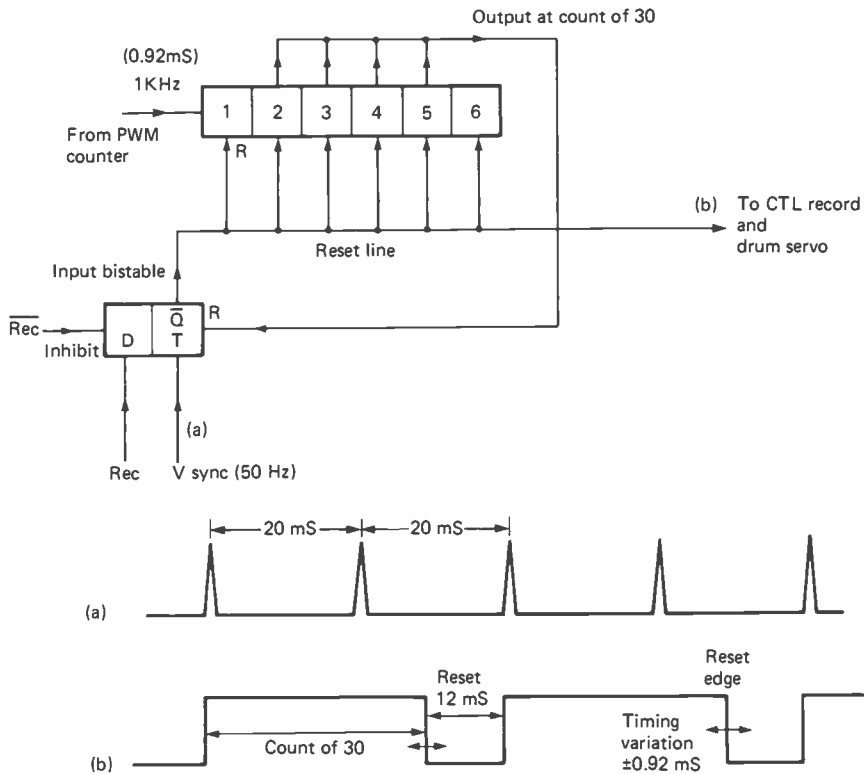 Output at count of 30
(0.92mS)
1KHz
From PWM
counter
1 2 3 4 5 6
R
(b)
To CTL record
and
drum servo
Reset line
Input bistable
Rec
Inhibit
D
Q
T
R
(a)
Rec
V sync (50 Hz)
20 mS 20 mS
(a)
Reset
12 mS
Reset
edge
Count of 30
Timing
variation
±0.92 mS
(b)